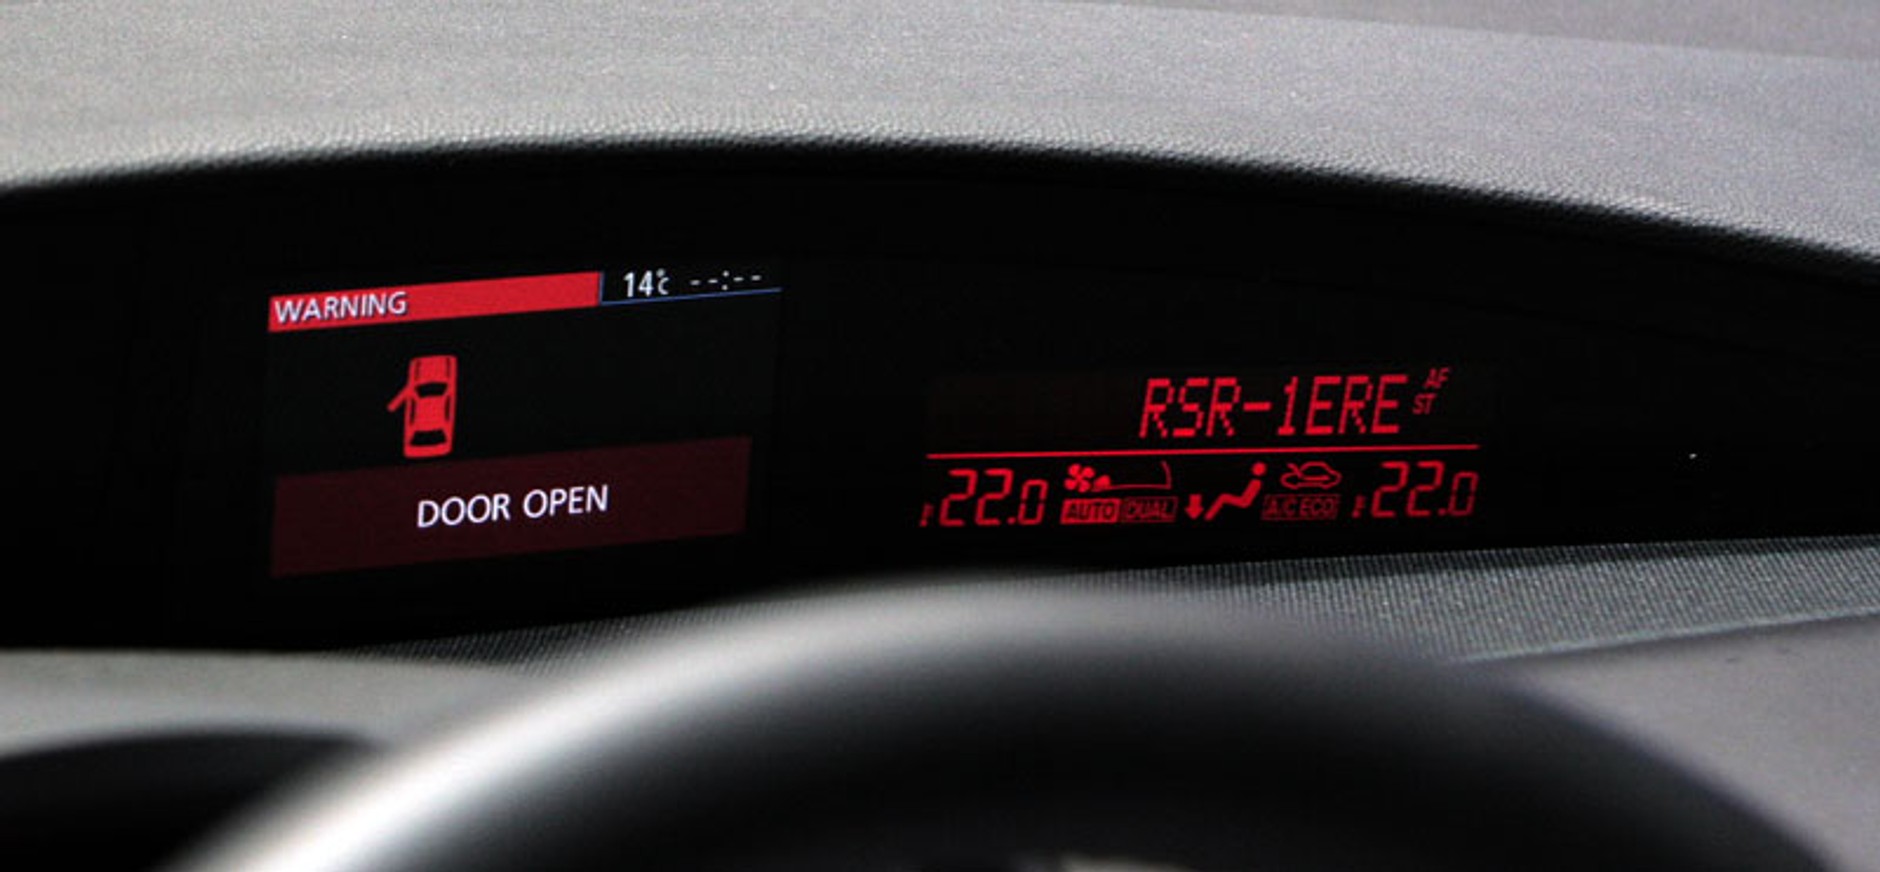 WARNING 14°C --:--
DOOR OPEN
RSR-1ERE AF ST
22.0 AUTO DUAL A/C ECO 22.0